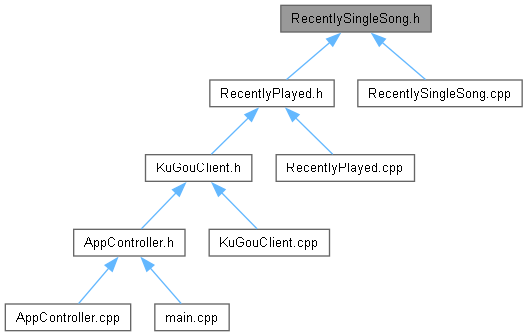 RecentlySingleSong.h
RecentlyPlayed.h
RecentlySingleSong.cpp
KuGouClient.h
RecentlyPlayed.cpp
AppController.h
KuGouClient.cpp
AppController.cpp
main.cpp